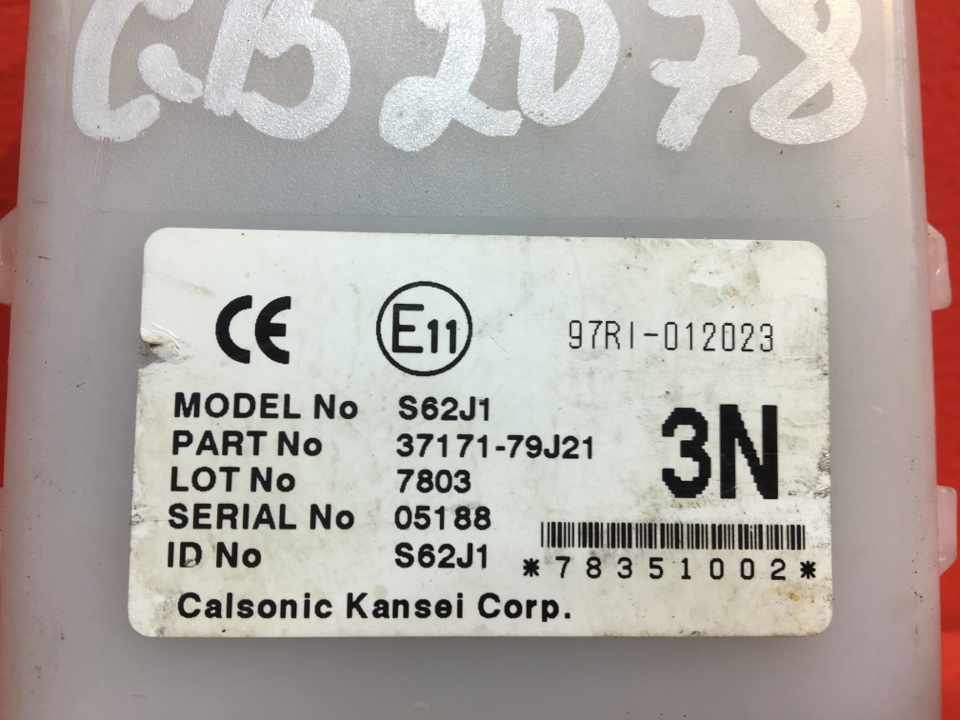 CB2078
CE E11 97RI-012023
MODEL No S62J1
PART No 37171-79J21
LOT No 7803
SERIAL No 05188
ID No S62J1
3N
*78351002*
Calsonic Kansei Corp.